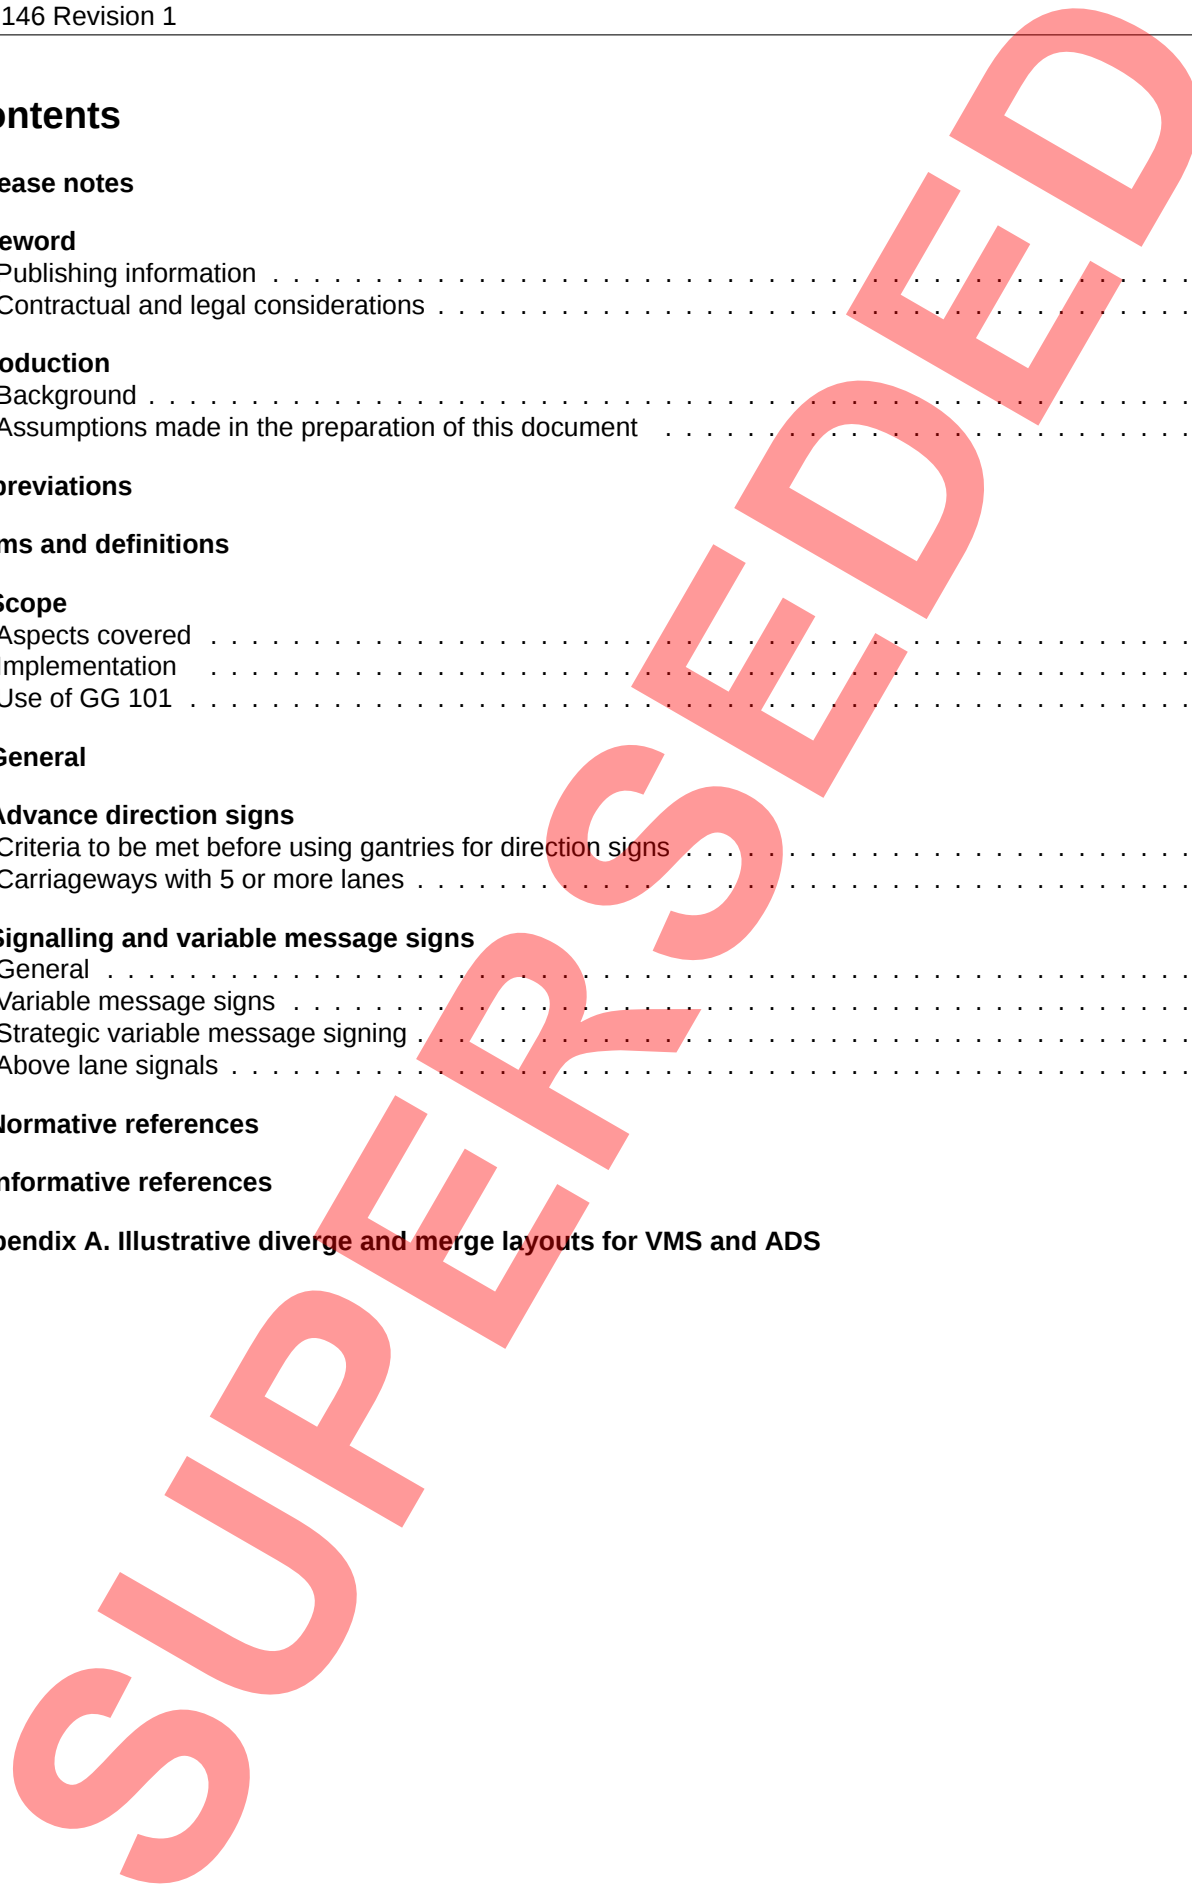 146 Revision 1
ontents
ease notes
eword
Publishing information . . . . . . . . . . . . . . . . . . . . . . . . . . . . . . . . . . . . . . . . . . . . .
Contractual and legal considerations . . . . . . . . . . . . . . . . . . . . . . . . . . . . . . . . . . . . .
oduction
Background . . . . . . . . . . . . . . . . . . . . . . . . . . . . . . . . . . . . . . . . . . . . . . . . . . .
Assumptions made in the preparation of this document . . . . . . . . . . . . . . . . . . . . . . . . . .
breviations
ms and definitions
Scope
Aspects covered . . . . . . . . . . . . . . . . . . . . . . . . . . . . . . . . . . . . . . . . . . . . . . . .
Implementation . . . . . . . . . . . . . . . . . . . . . . . . . . . . . . . . . . . . . . . . . . . . . . . .
Use of GG 101 . . . . . . . . . . . . . . . . . . . . . . . . . . . . . . . . . . . . . . . . . . . . . . . . .
General
Advance direction signs
Criteria to be met before using gantries for direction signs . . . . . . . . . . . . . . . . . . . . . . . . .
Carriageways with 5 or more lanes . . . . . . . . . . . . . . . . . . . . . . . . . . . . . . . . . . . . . .
Signalling and variable message signs
General . . . . . . . . . . . . . . . . . . . . . . . . . . . . . . . . . . . . . . . . . . . . . . . . . . . . .
Variable message signs . . . . . . . . . . . . . . . . . . . . . . . . . . . . . . . . . . . . . . . . . . . .
Strategic variable message signing . . . . . . . . . . . . . . . . . . . . . . . . . . . . . . . . . . . . . .
Above lane signals . . . . . . . . . . . . . . . . . . . . . . . . . . . . . . . . . . . . . . . . . . . . . . .
Normative references
nformative references
pendix A. Illustrative diverge and merge layouts for VMS and ADS
SUPERSEDED